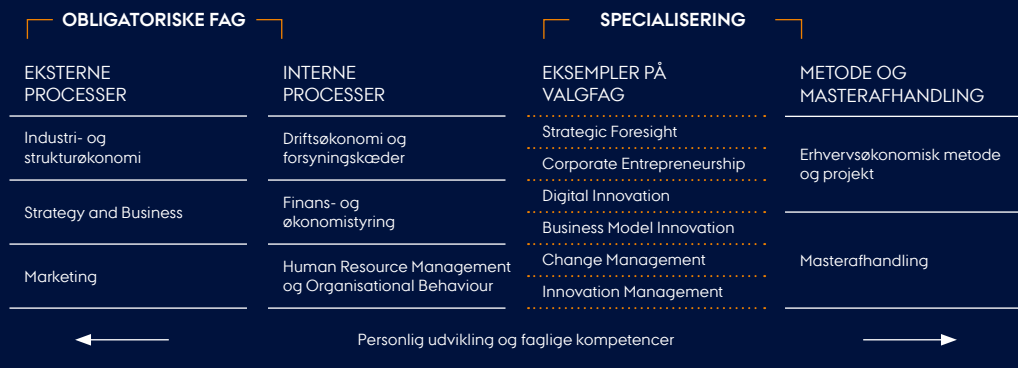 OBLIGATORISKE FAG
SPECIALISERING
EKSTERNE
PROCESSER
Industri- og
strukturøkonomi
Strategy and Business
Marketing
INTERNE
PROCESSER
Driftsøkonomi og
forsyningskæder
Finans- og
økonomistyring
Human Resource Management
og Organisational Behaviour
EKSEMPLER PÅ
VALGFAG
Strategic Foresight
Corporate Entrepreneurship
Digital Innovation
Business Model Innovation
Change Management
Innovation Management
METODE OG
MASTERAFHANDLING
Erhvervsøkonomisk metode
og projekt
Masterafhandling
Personlig udvikling og faglige kompetencer